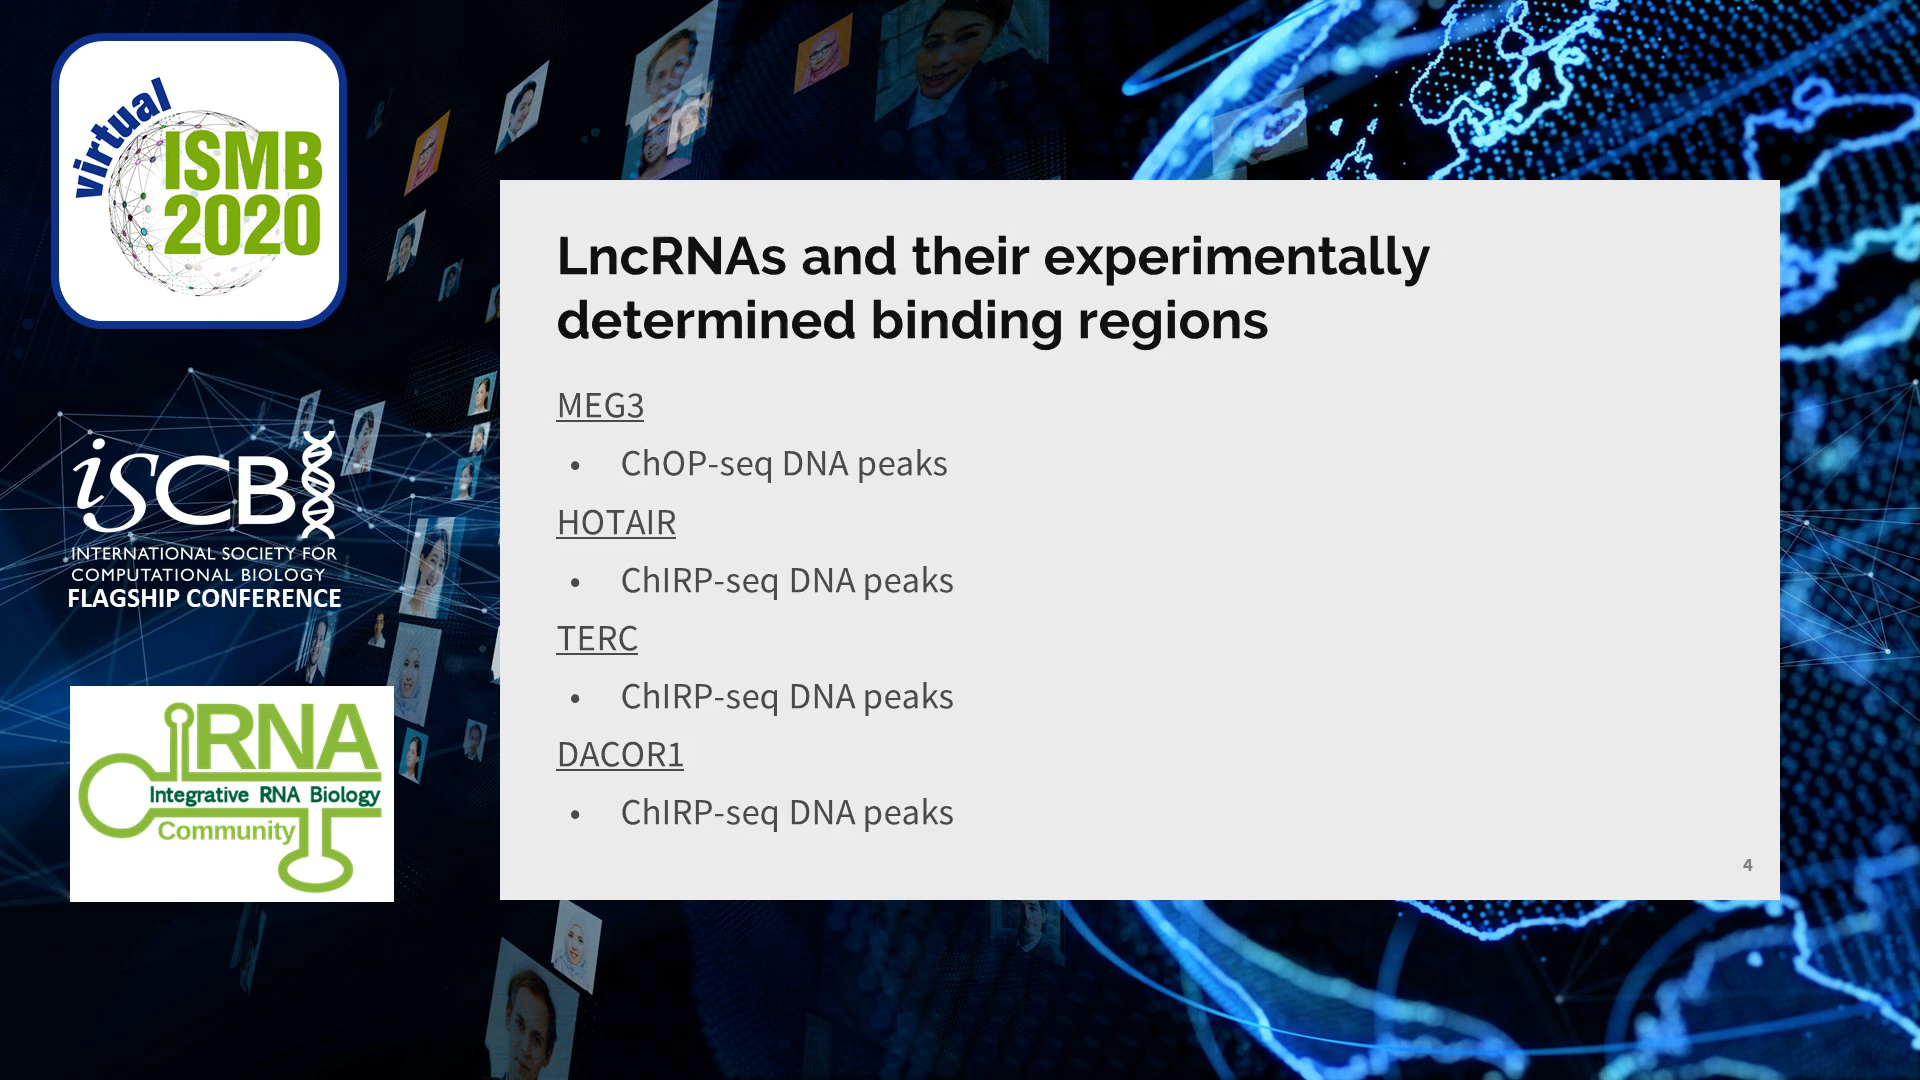 virtual
ISMB
2020
iSCB
INTERNATIONAL SOCIETY FOR
COMPUTATIONAL BIOLOGY
FLAGSHIP CONFERENCE
iRNA
Integrative RNA Biology
Community
LncRNAs and their experimentally
determined binding regions
MEG3
• ChOP-seq DNA peaks
HOTAIR
• ChIRP-seq DNA peaks
TERC
• ChIRP-seq DNA peaks
DACOR1
• ChIRP-seq DNA peaks
4